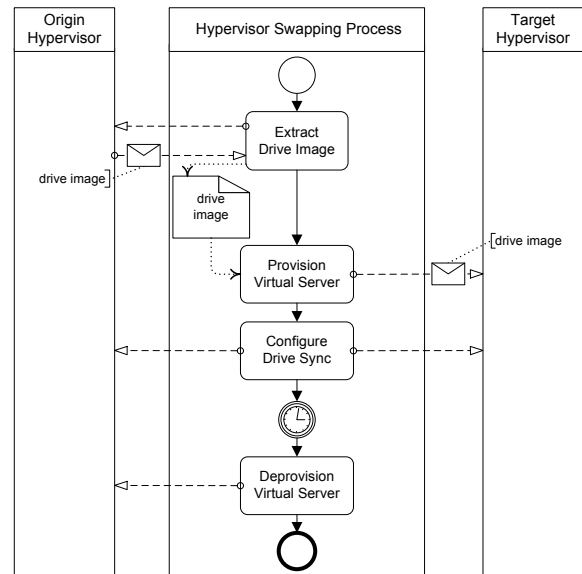 Origin
Hypervisor
Hypervisor Swapping Process
Target
Hypervisor
Extract
Drive Image
drive image
drive
image
drive image
Provision
Virtual Server
Configure
Drive Sync
Deprovision
Virtual Server